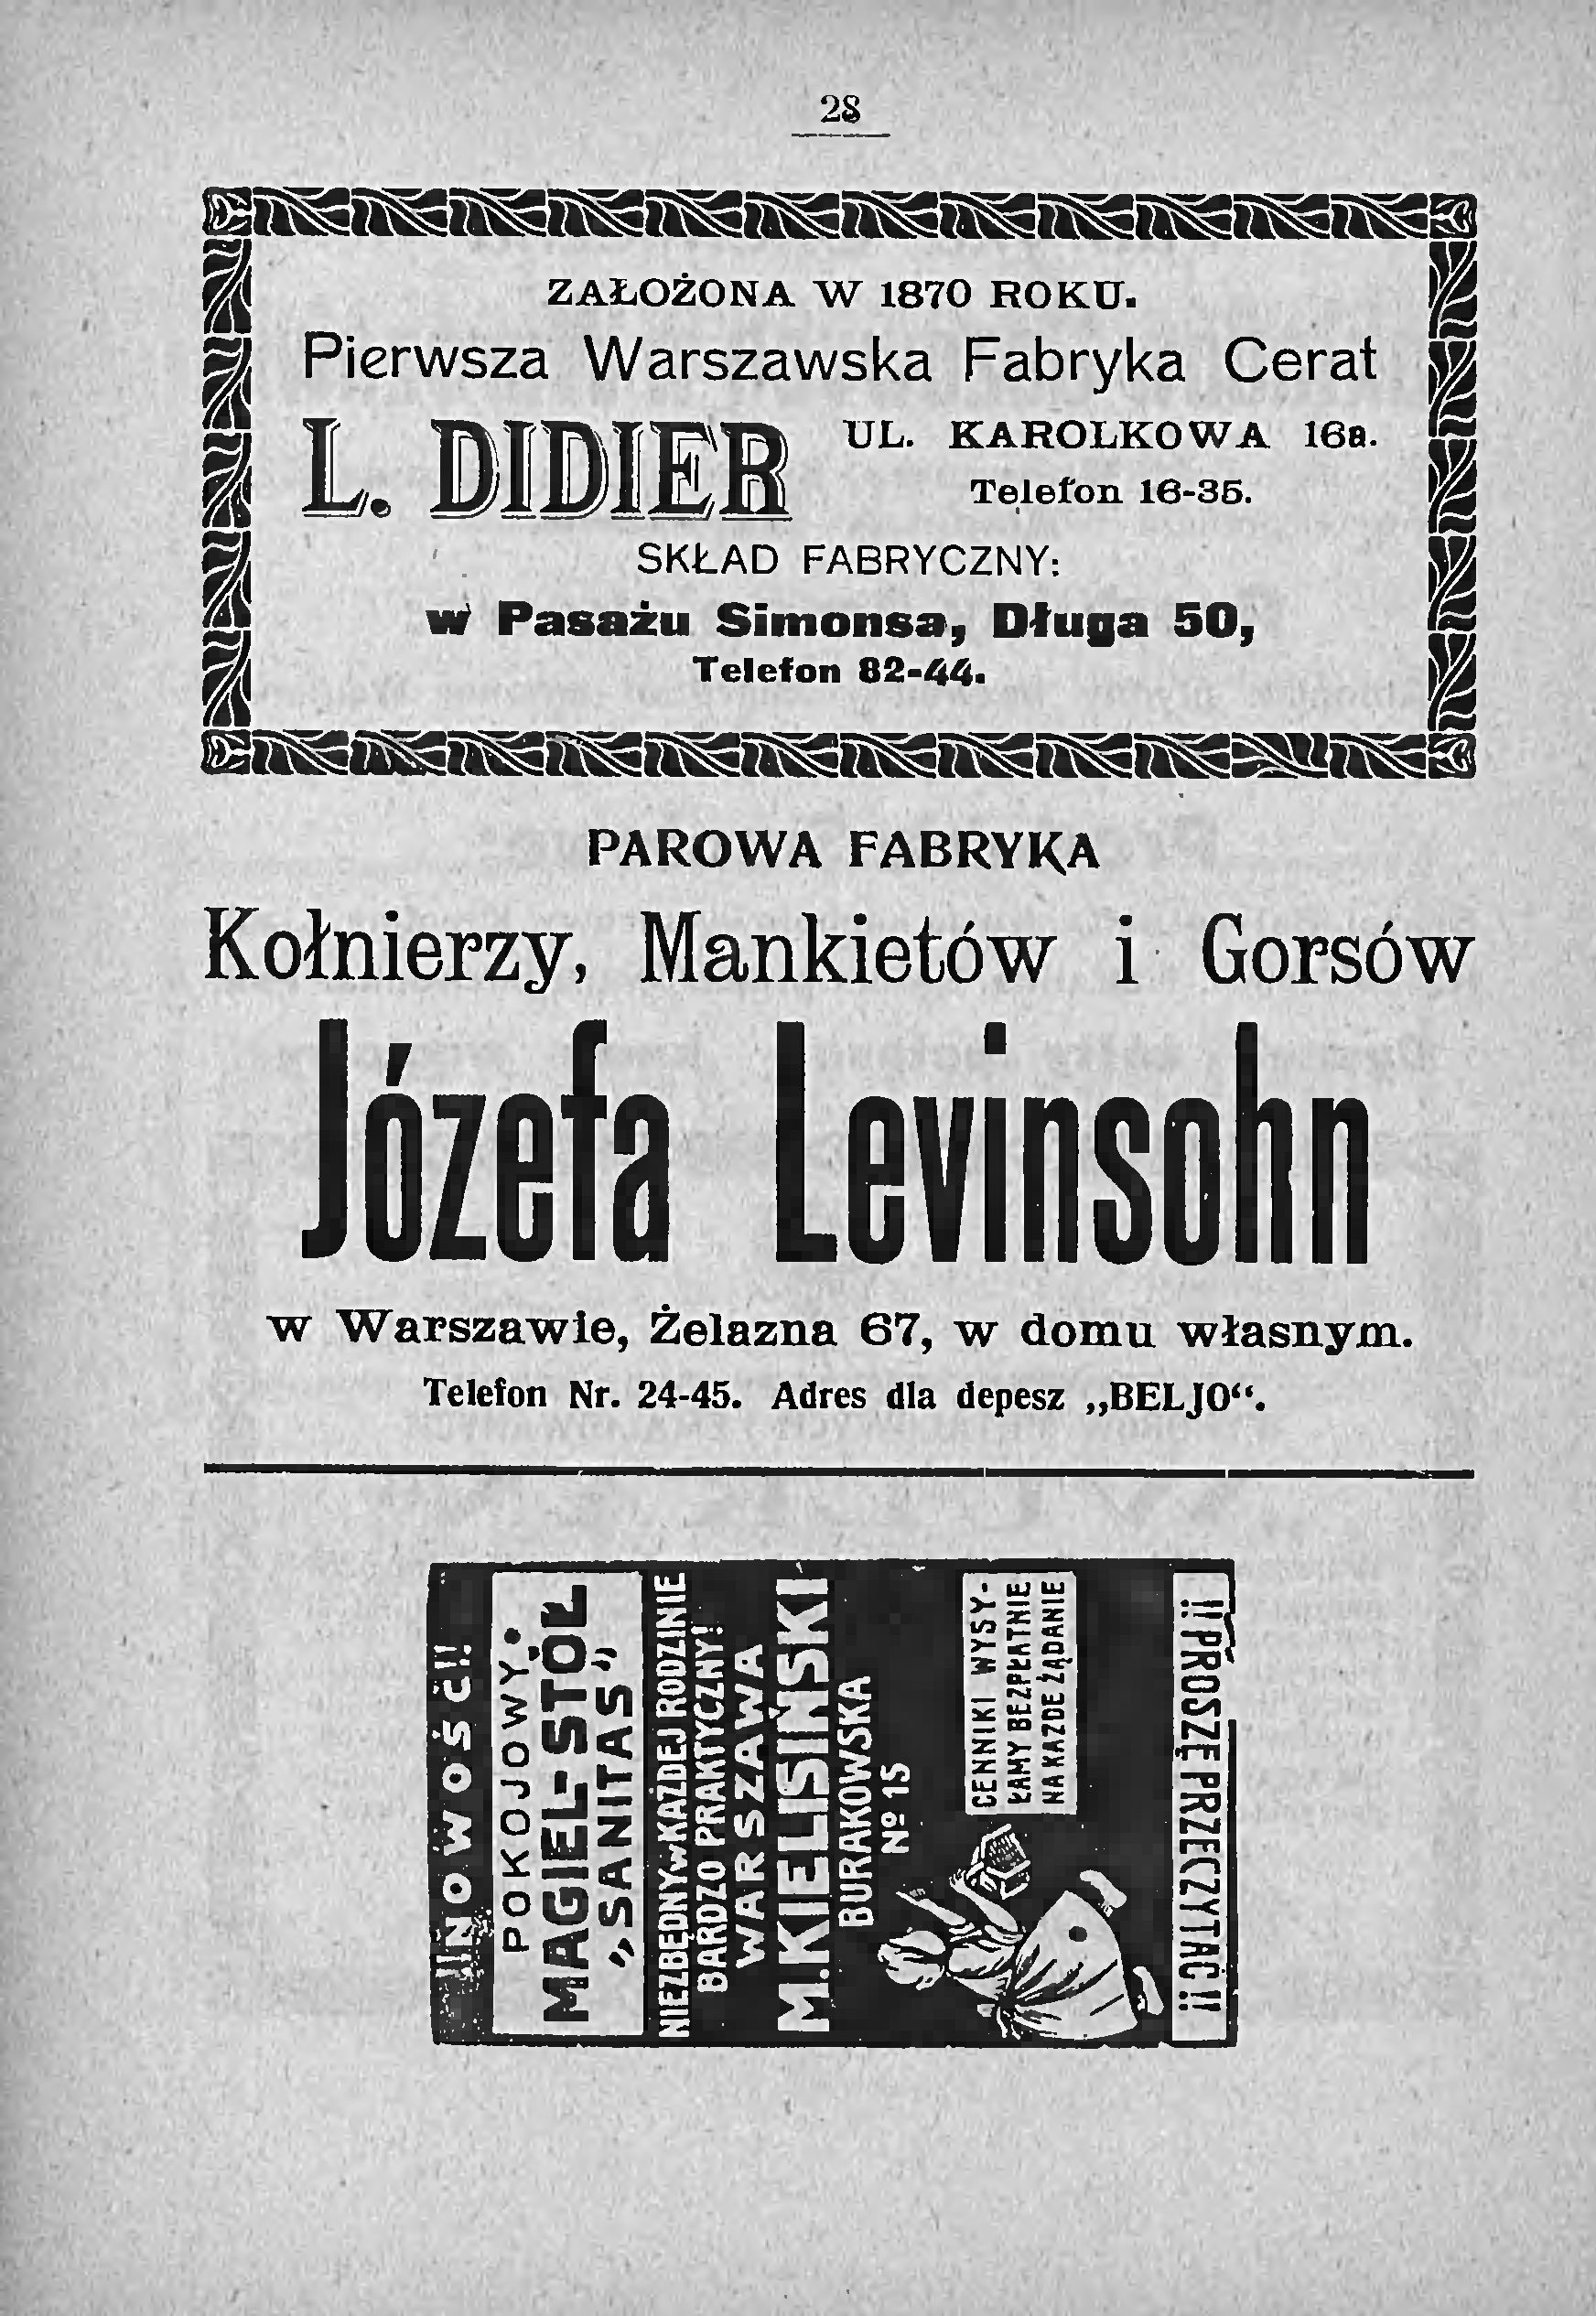 28
ZAŁOŻONA W 1870 ROKU.
Pierwsza Warszawska Fabryka Cerat
L. DIDIER
UL. KAROLKOWA 16a.
Telefon 16-35.
SKŁAD FABRYCZNY:
w Pasażu Simonsa, Długa 50,
Telefon 82-44.
PAROWA FABRYKA
Kołnierzy, Mankietów i Gorsów
Józefa Levinsohn
w Warszawie, Żelazna 67, w domu własnym.
Telefon Nr. 24-45. Adres dla depesz „BELJO“.
!!NOWOŚĆ!!
POKOJOWY
MAGIEL-STÓŁ
„SANITAS”
NIEZBĘDNY w KAŻDEJ RODZINIE
BARDZO PRAKTYCZNY!
WARSZAWA
M. KIELISIŃSKI
BURAKOWSKA
№ 15
CENNIKI WYSY-
ŁAMY BEZPŁATNIE
NA KAŻDE ŻĄDANIE
!! PROSZĘ PRZECZYTAĆ !!